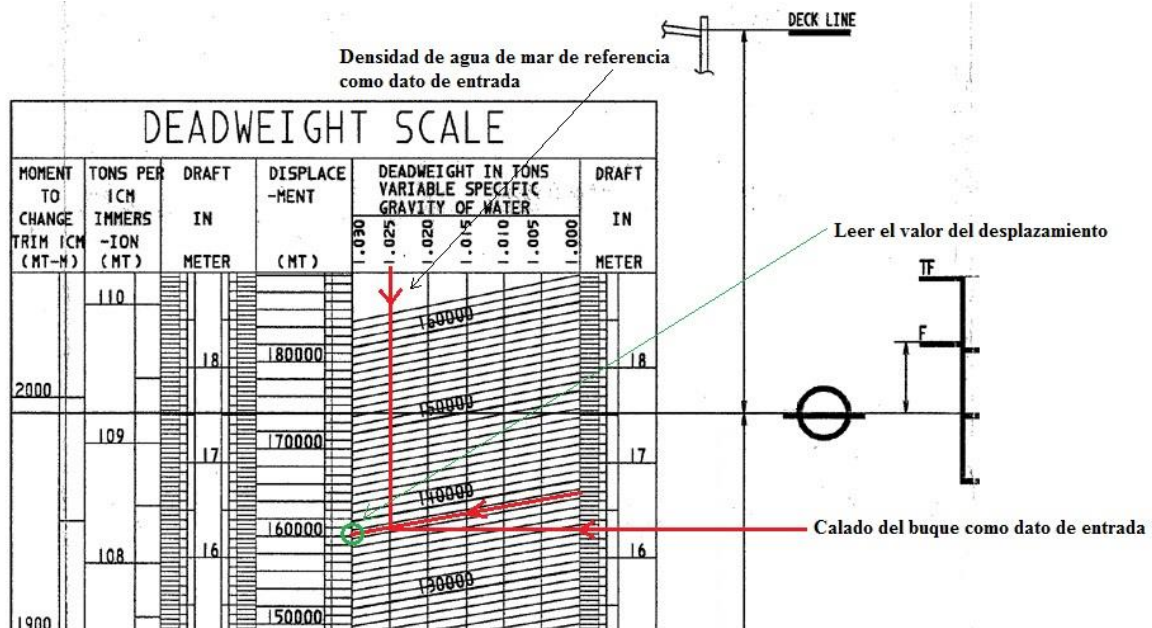 DECK LINE
Densidad de agua de mar de referencia
como dato de entrada
DEADWEIGHT SCALE
MOMENT
TO
CHANGE
TRIM 1CM
(MT-M)
TONS PER
1CM
IMMERS
-ION
(MT)
DRAFT
IN
METER
DISPLACE
-MENT
(MT)
DEADWEIGHT IN TONS
VARIABLE SPECIFIC
GRAVITY OF WATER
1.030
1.025
1.020
1.015
1.010
1.005
1.000
DRAFT
IN
METER
Leer el valor del desplazamiento
TF
F
110
160000
18
180000
18
2000
150000
109
170000
17
17
140000
160000
Calado del buque como dato de entrada
16
16
108
130000
150000
1900